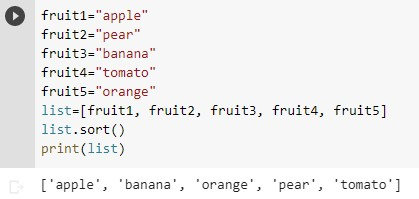 fruit1="apple"
fruit2="pear"
fruit3="banana"
fruit4="tomato"
fruit5="orange"
list=[fruit1, fruit2, fruit3, fruit4, fruit5]
list.sort()
print(list)
['apple', 'banana', 'orange', 'pear', 'tomato']